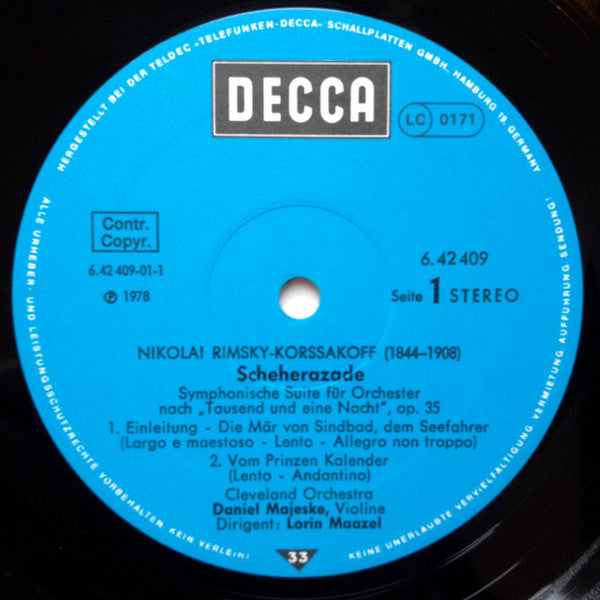 HERGESTELLT BEI DER TELDEC »TELEFUNKEN-DECCA« SCHALLPLATTEN GMBH, HAMBURG 19, GERMANY
DECCA
LC 0171
Contr.
Copyr.
6.42 409-01-1
Ⓟ 1978
6.42 409
Seite 1 STEREO
NIKOLAI RIMSKY-KORSSAKOFF (1844–1908)
Scheherazade
Symphonische Suite für Orchester
nach „Tausend und eine Nacht", op. 35
1. Einleitung - Die Mär von Sindbad, dem Seefahrer
(Largo e maestoso - Lento - Allegro non troppo)
2. Vom Prinzen Kalender
(Lento - Andantino)
Cleveland Orchestra
Daniel Majeske, Violine
Dirigent: Lorin Maazel
33
ALLE URHEBER- UND LEISTUNGSSCHUTZRECHTE VORBEHALTEN. KEIN VERLEIH!
KEINE UNERLAUBTE VERVIELFÄLTIGUNG, VERMIETUNG, AUFFÜHRUNG, SENDUNG!